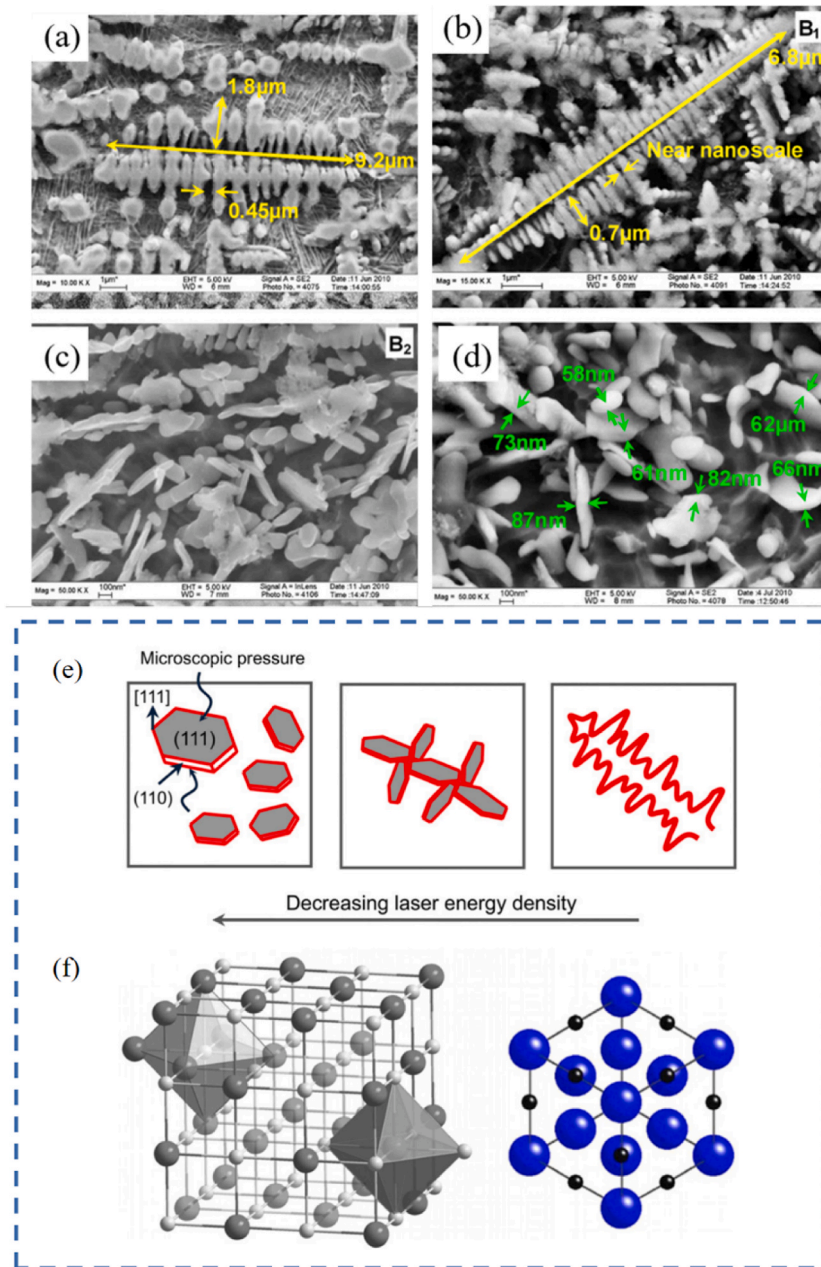 (a)
1.8µm
9.2µm
0.45µm
Mag = 10.00 K X
1µm*
EHT = 5.00 kV
WD = 6 mm
Signal A = SE2
Photo No. = 4075
Date :11 Jun 2010
Time :14:00:55
(b)
B1
6.8µm
Near nanoscale
0.7µm
Mag = 15.00 K X
1µm*
EHT = 5.00 kV
WD = 6 mm
Signal A = SE2
Photo No. = 4091
Date :11 Jun 2010
Time :14:24:52
(c)
B2
Mag = 50.00 K X
100nm*
EHT = 5.00 kV
WD = 7 mm
Signal A = InLens
Photo No. = 4106
Date :11 Jun 2010
Time :14:47:09
(d)
58nm
73nm
62µm
61nm
82nm
66nm
87nm
Mag = 50.00 K X
100nm*
EHT = 5.00 kV
WD = 8 mm
Signal A = SE2
Photo No. = 4078
Date :4 Jul 2010
Time :12:50:46
(e)
Microscopic pressure
[111]
(111)
(110)
Decreasing laser energy density
(f)